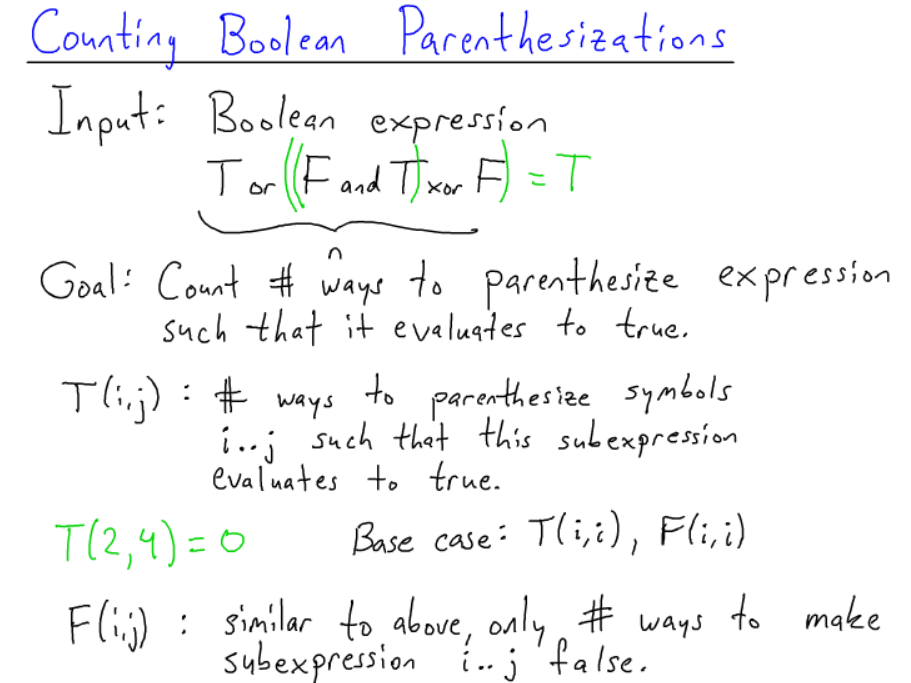 Counting Boolean Parenthesizations
Input: Boolean expression
T or ((F and T) xor F) = T
n
Goal: Count # ways to parenthesize expression
such that it evaluates to true.
T(i,j) : # ways to parenthesize symbols
i..j such that this subexpression
evaluates to true.
T(2,4) = 0 Base case: T(i,i), F(i,i)
F(i,j) : similar to above, only # ways to make
subexpression i..j false.